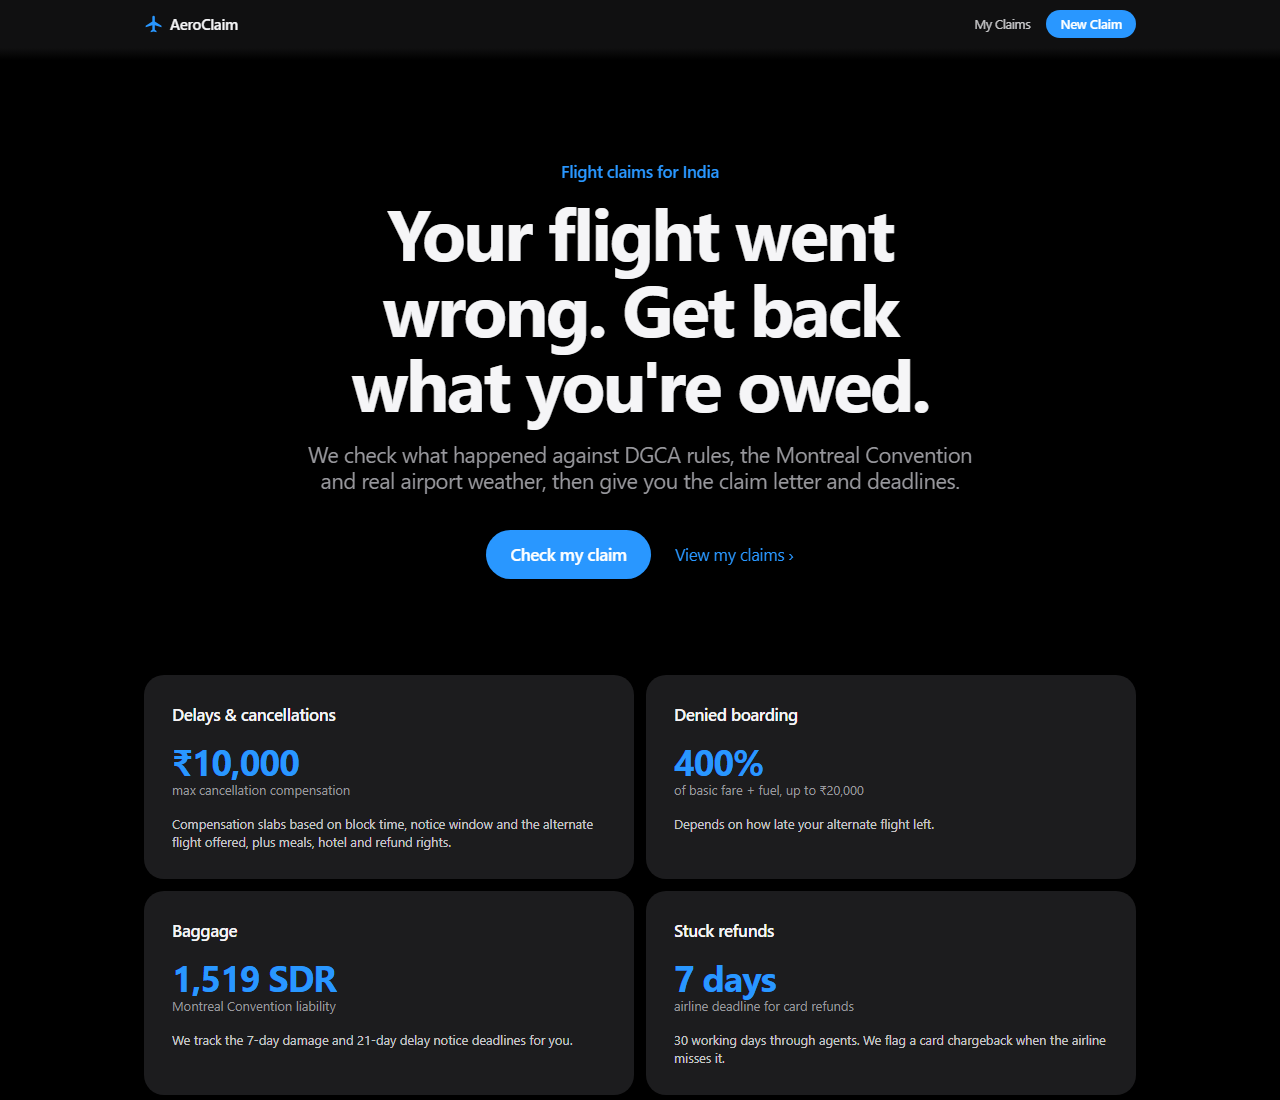 AeroClaim
My Claims
New Claim
Flight claims for India
Your flight went
wrong. Get back
what you're owed.
We check what happened against DGCA rules, the Montreal Convention
and real airport weather, then give you the claim letter and deadlines.
Check my claim
View my claims ›
Delays & cancellations
₹10,000
max cancellation compensation
Compensation slabs based on block time, notice window and the alternate
flight offered, plus meals, hotel and refund rights.
Denied boarding
400%
of basic fare + fuel, up to ₹20,000
Depends on how late your alternate flight left.
Baggage
1,519 SDR
Montreal Convention liability
We track the 7-day damage and 21-day delay notice deadlines for you.
Stuck refunds
7 days
airline deadline for card refunds
30 working days through agents. We flag a card chargeback when the airline
misses it.